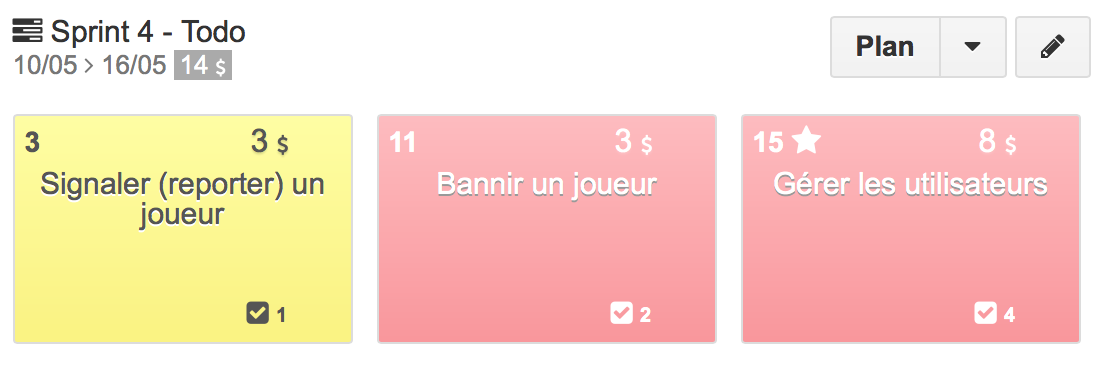 Sprint 4 - Todo
10/05 > 16/05 14 $
Plan
3 3 $
Signaler (reporter) un
joueur
1
11 3 $
Bannir un joueur
2
15 8 $
Gérer les utilisateurs
4